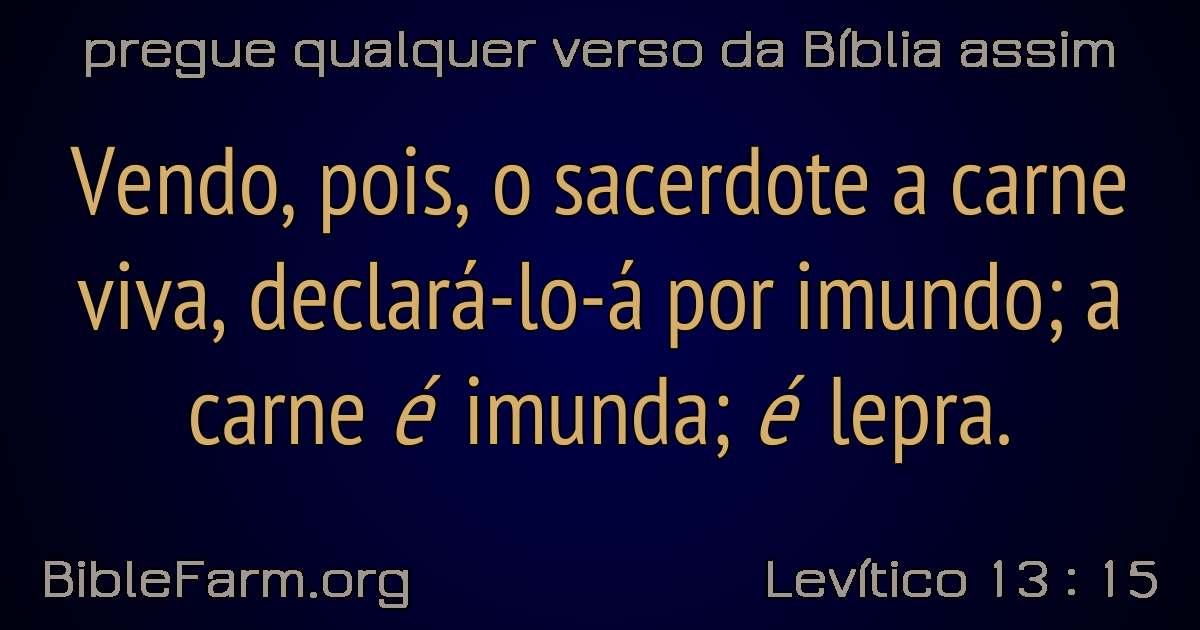 pregue qualquer verso da Bíblia assim
Vendo, pois, o sacerdote a carne
viva, declará-lo-á por imundo; a
carne é imunda; é lepra.
BibleFarm.org
Levítico 13 : 15